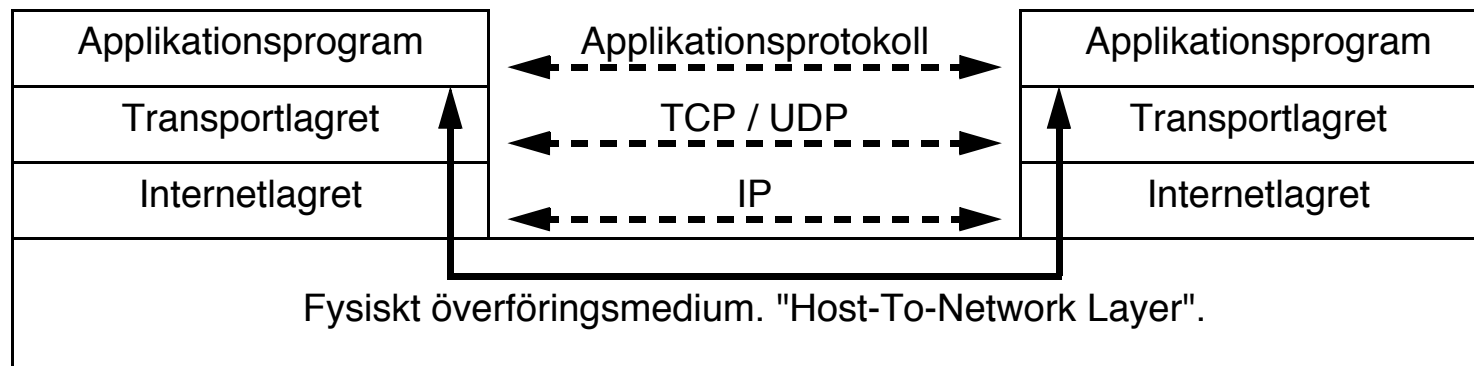 Applikationsprogram Applikationsprotokoll Applikationsprogram
Transportlagret TCP / UDP Transportlagret
Internetlagret IP Internetlagret
Fysiskt överföringsmedium. "Host-To-Network Layer".